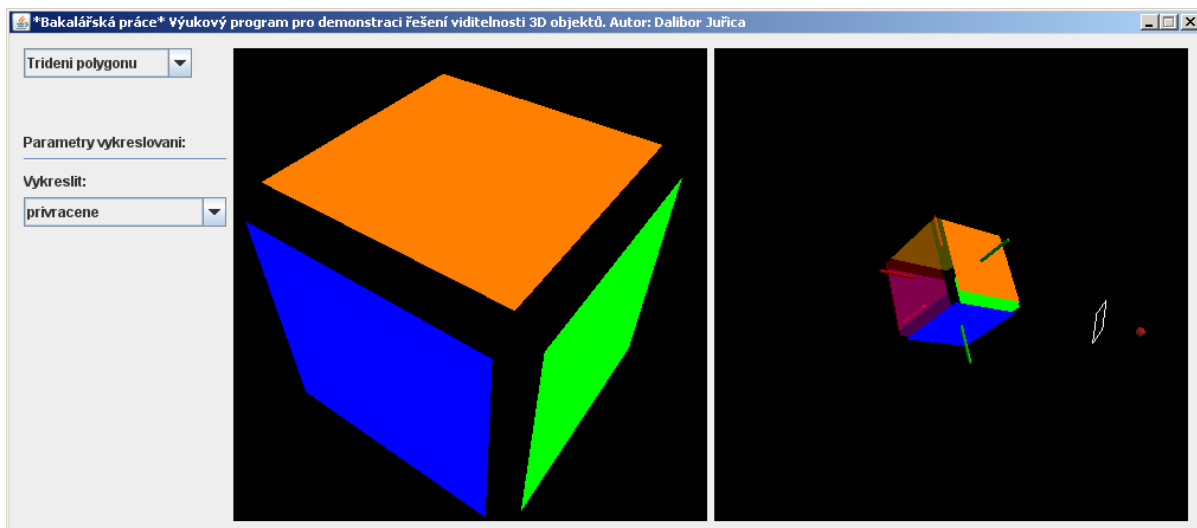 *Bakalářská práce* Výukový program pro demonstraci řešení viditelnosti 3D objektů. Autor: Dalibor Juřica
Trideni polygonu
Parametry vykreslovani:
Vykreslit:
privracene